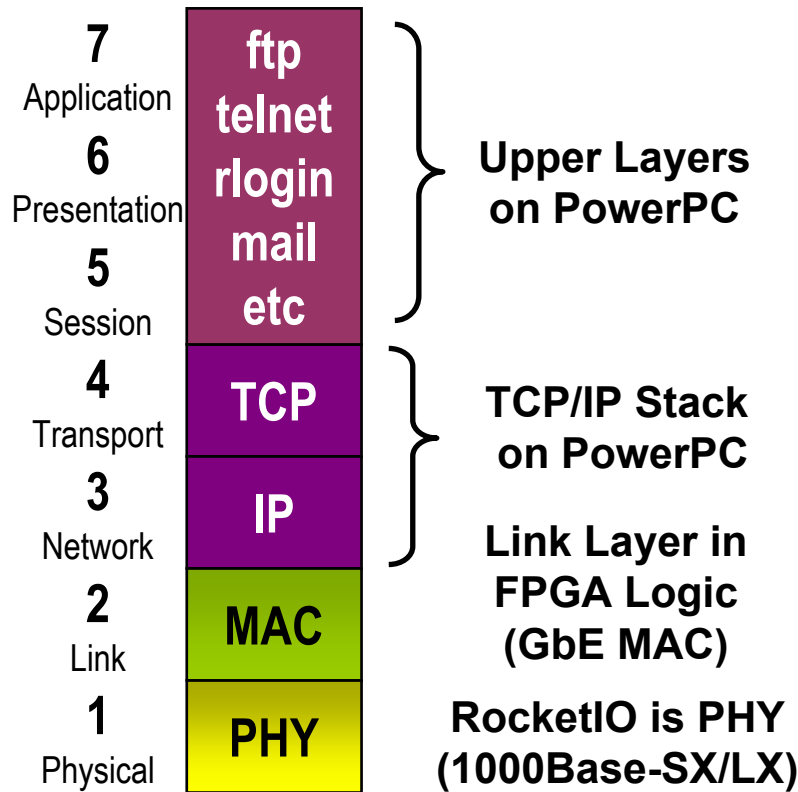 7
Application
6
Presentation
5
Session
4
Transport
3
Network
2
Link
1
Physical
ftp
telnet
rlogin
mail
etc
TCP
IP
MAC
PHY
Upper Layers
on PowerPC
TCP/IP Stack
on PowerPC
Link Layer in
FPGA Logic
(GbE MAC)
RocketIO is PHY
(1000Base-SX/LX)